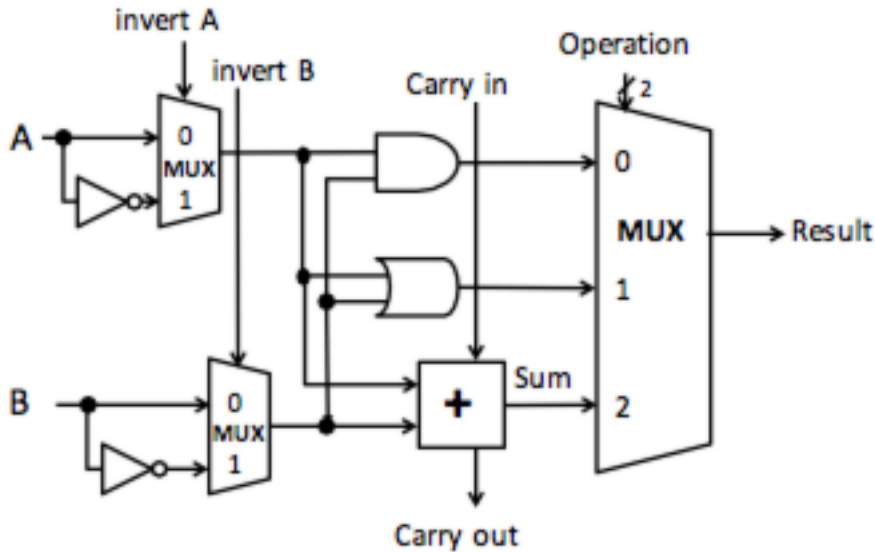 invert A
Operation
invert B
Carry in
2
A
0
MUX
1
0
MUX
Result
1
Sum
B
0
+
2
MUX
1
Carry out